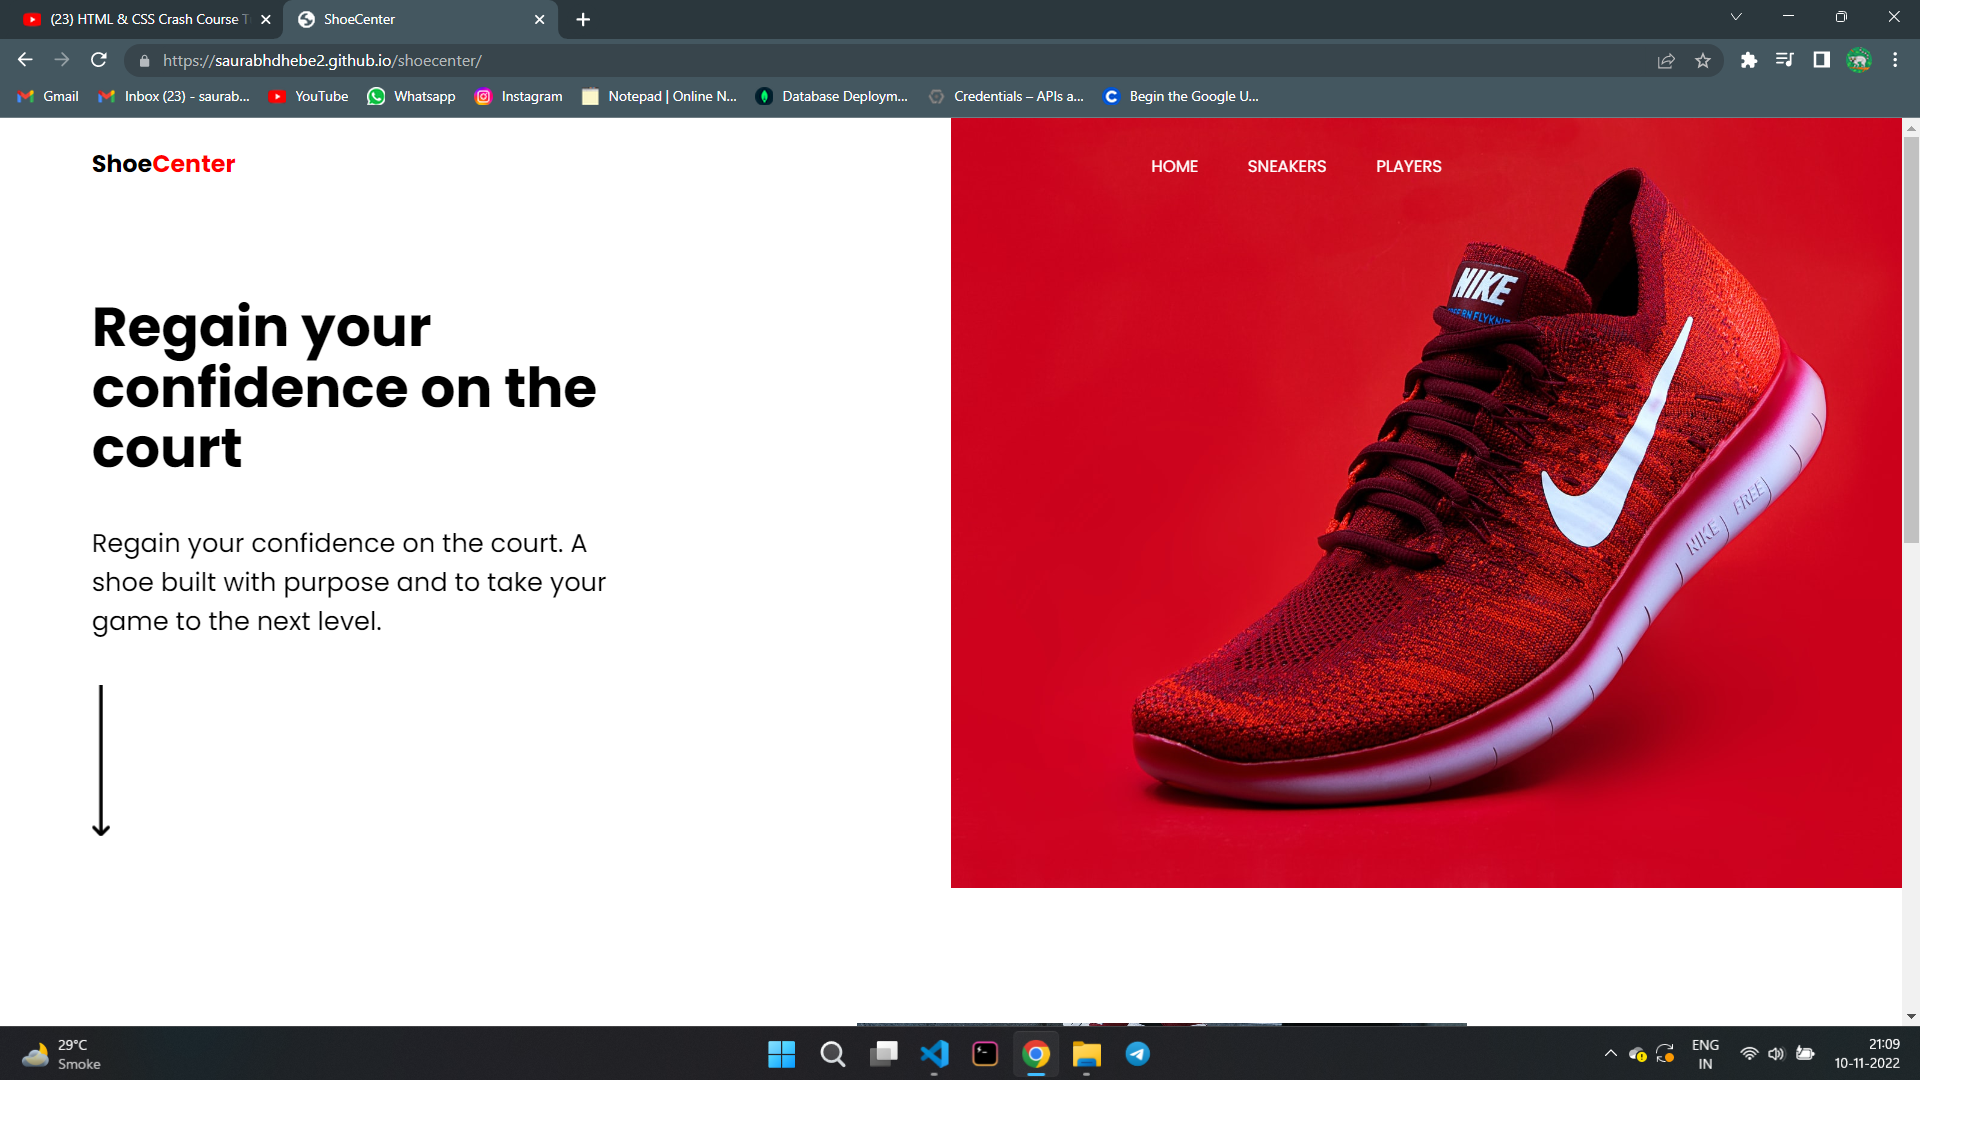 (23) HTML & CSS Crash Course T
ShoeCenter
https://saurabhdhebe2.github.io/shoecenter/
Gmail
Inbox (23) - saurab...
YouTube
Whatsapp
Instagram
Notepad | Online N...
Database Deploym...
Credentials – APIs a...
Begin the Google U...
ShoeCenter
HOME SNEAKERS PLAYERS
Regain your
confidence on the
court
Regain your confidence on the court. A
shoe built with purpose and to take your
game to the next level.
NIKE
NIKE FREE
29°C
Smoke
ENG
IN
21:09
10-11-2022